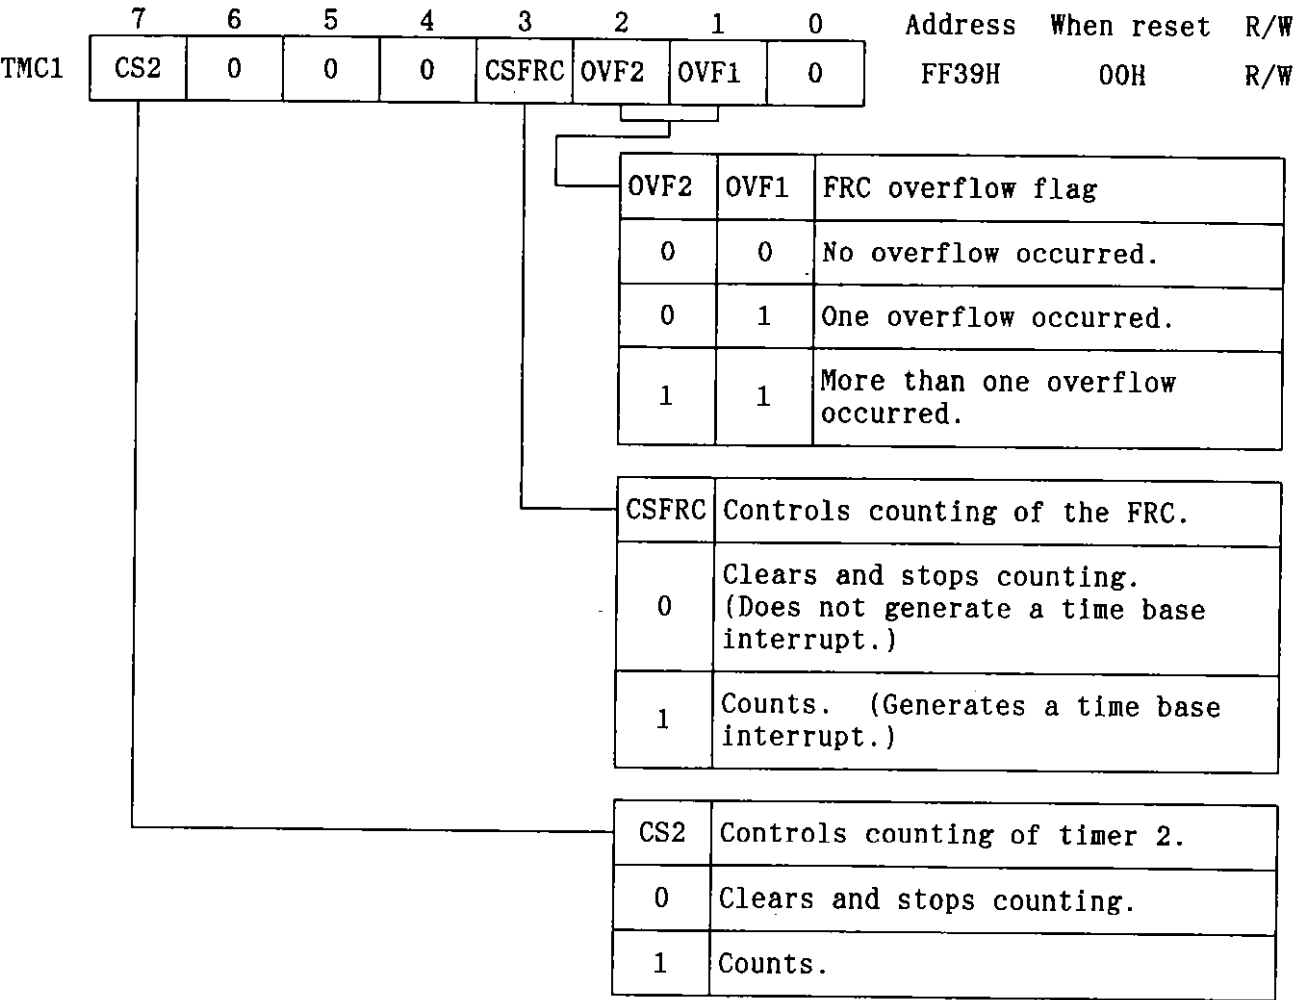 7 6 5 4 3 2 1 0 Address When reset R/W
TMC1 CS2 0 0 0 CSFRC OVF2 OVF1 0 FF39H 00H R/W
OVF2 OVF1 FRC overflow flag
0 0 No overflow occurred.
0 1 One overflow occurred.
1 1 More than one overflow
occurred.
CSFRC Controls counting of the FRC.
0 Clears and stops counting.
(Does not generate a time base
interrupt.)
1 Counts. (Generates a time base
interrupt.)
CS2 Controls counting of timer 2.
0 Clears and stops counting.
1 Counts.